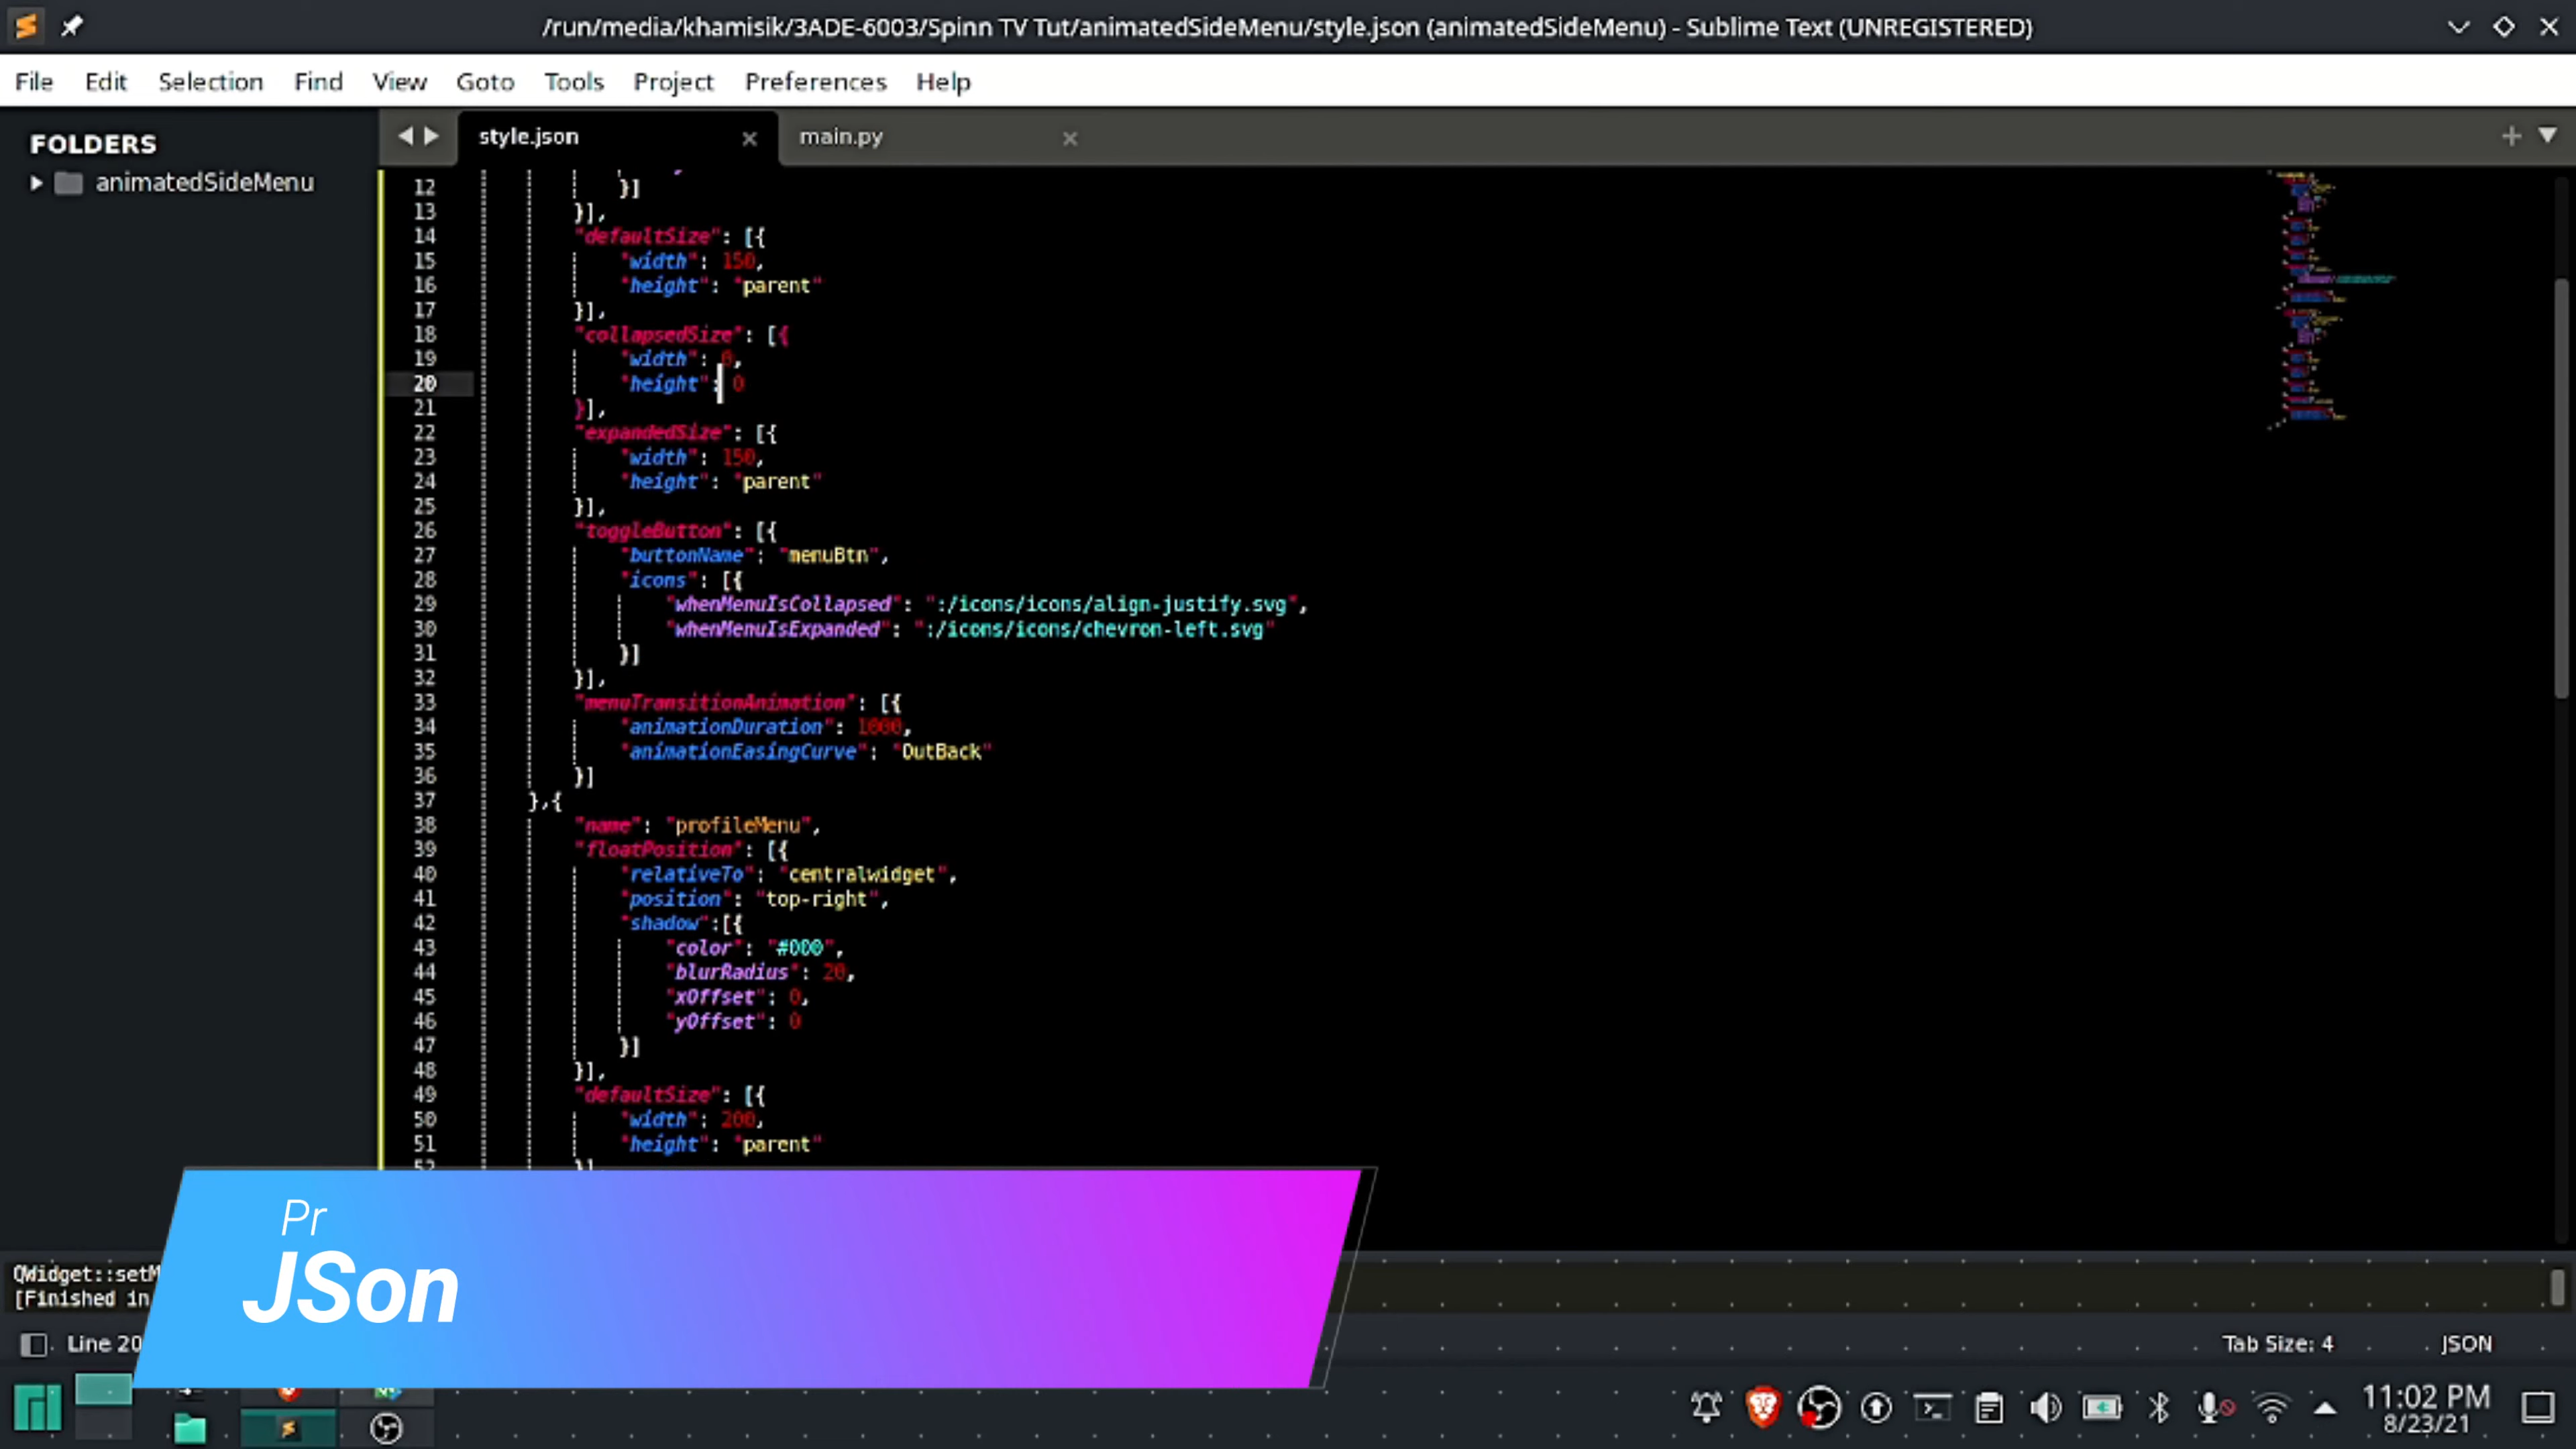 /run/media/khamisik/3ADE-6003/Spinn TV Tut/animatedSideMenu/style.json (animatedSideMenu) - Sublime Text (UNREGISTERED)
File Edit Selection Find View Goto Tools Project Preferences Help
FOLDERS
animatedSideMenu
style.json main.py
12 }]
13 }],
14 "defaultSize": [{
15 "width": 150,
16 "height": "parent"
17 }],
18 "collapsedSize": [{
19 "width": 0,
20 "height": 0
21 }],
22 "expandedSize": [{
23 "width": 150,
24 "height": "parent"
25 }],
26 "toggleButton": [{
27 "buttonName": "menuBtn",
28 "icons": [{
29 "whenMenuIsCollapsed": ":/icons/icons/align-justify.svg",
30 "whenMenuIsExpanded": ":/icons/icons/chevron-left.svg"
31 }]
32 }],
33 "menuTransitionAnimation": [{
34 "animationDuration": 1000,
35 "animationEasingCurve": "OutBack"
36 }]
37 },{
38 "name": "profileMenu",
39 "floatPosition": [{
40 "relativeTo": "centralwidget",
41 "position": "top-right",
42 "shadow":[{
43 "color": "#000",
44 "blurRadius": 20,
45 "xOffset": 0,
46 "yOffset": 0
47 }]
48 }],
49 "defaultSize": [{
50 "width": 200,
51 "height": "parent"
Pr
JSon
QWidget::setM
[Finished in
Line 20
Tab Size: 4 JSON
11:02 PM
8/23/21